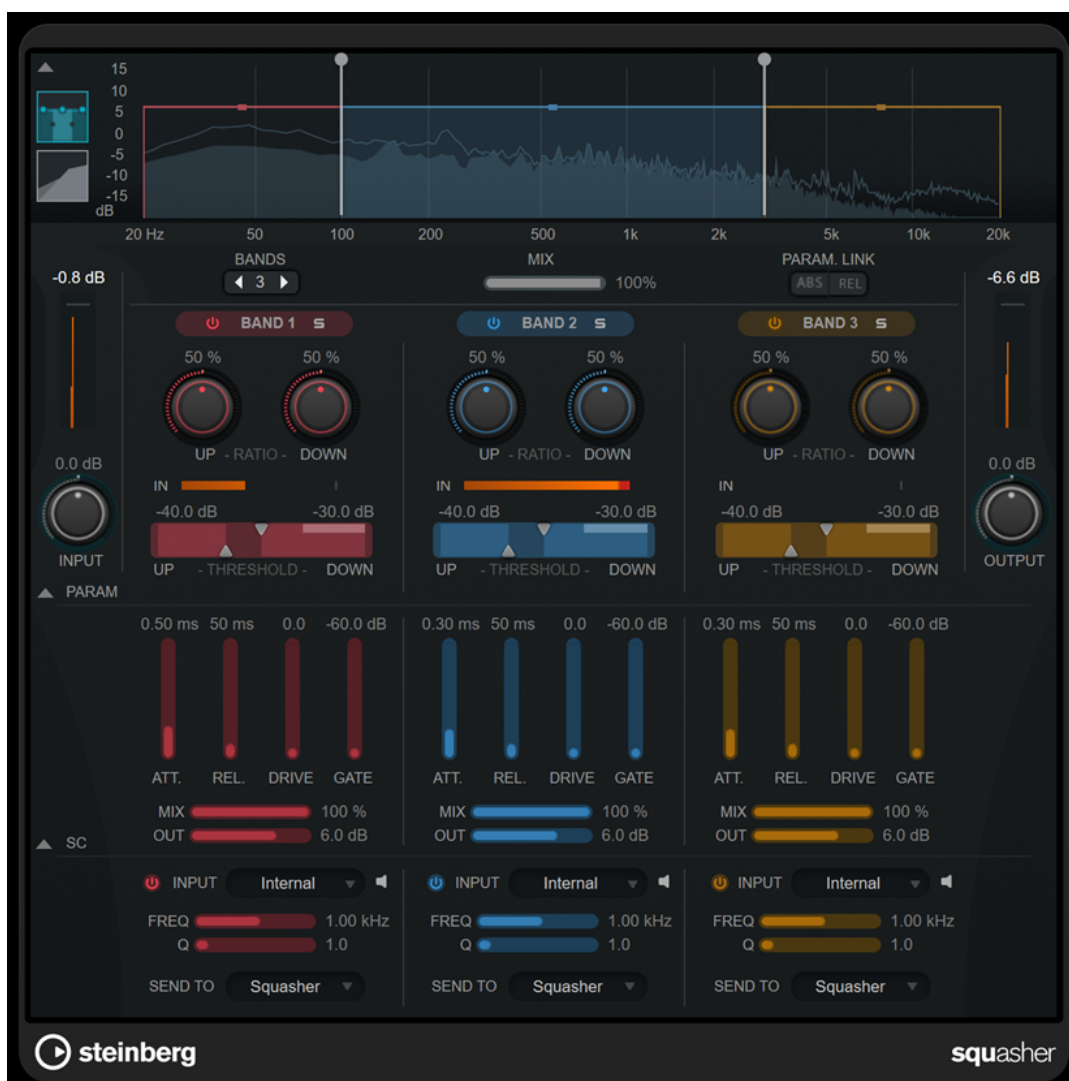 15
10
5
0
-5
-10
-15
dB
20 Hz 50 100 200 500 1k 2k 5k 10k 20k
BANDS MIX PARAM. LINK
-0.8 dB 3 100% ABS REL -6.6 dB
BAND 1 S BAND 2 S BAND 3 S
50 % 50 % 50 % 50 % 50 % 50 %
UP - RATIO - DOWN UP - RATIO - DOWN UP - RATIO - DOWN
0.0 dB 0.0 dB
IN IN IN
-40.0 dB -30.0 dB -40.0 dB -30.0 dB -40.0 dB -30.0 dB
INPUT OUTPUT
UP - THRESHOLD - DOWN UP - THRESHOLD - DOWN UP - THRESHOLD - DOWN
PARAM
0.50 ms 50 ms 0.0 -60.0 dB 0.30 ms 50 ms 0.0 -60.0 dB 0.30 ms 50 ms 0.0 -60.0 dB
ATT. REL. DRIVE GATE ATT. REL. DRIVE GATE ATT. REL. DRIVE GATE
MIX 100 % MIX 100 % MIX 100 %
OUT 6.0 dB OUT 6.0 dB OUT 6.0 dB
SC
INPUT Internal INPUT Internal INPUT Internal
FREQ 1.00 kHz FREQ 1.00 kHz FREQ 1.00 kHz
Q 1.0 Q 1.0 Q 1.0
SEND TO Squasher SEND TO Squasher SEND TO Squasher
steinberg squasher